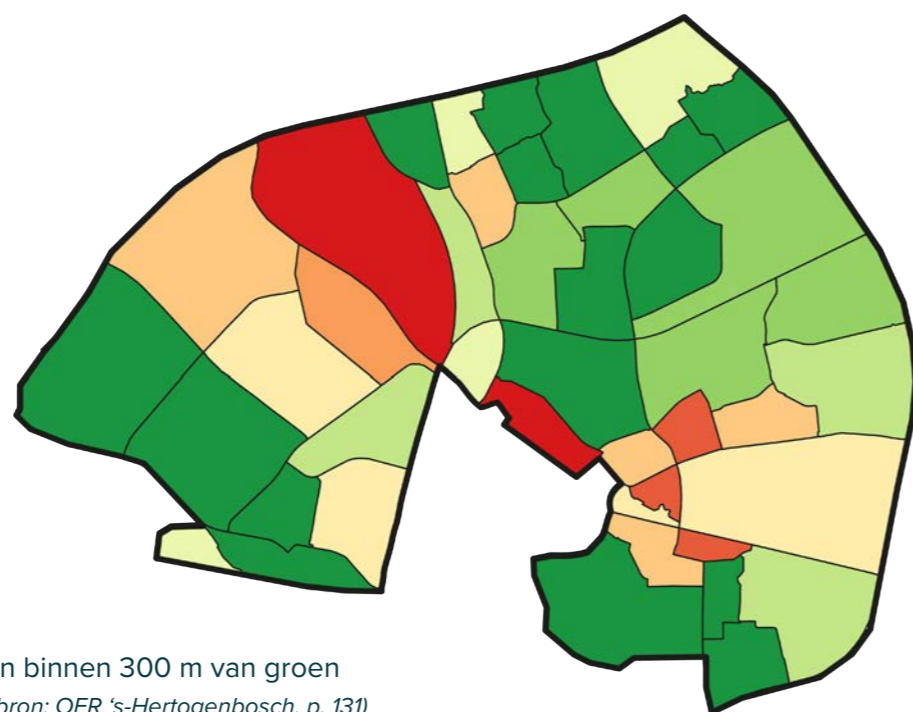 n binnen 300 m van groen
bron: OER ‘s-Hertogenbosch, p. 131)